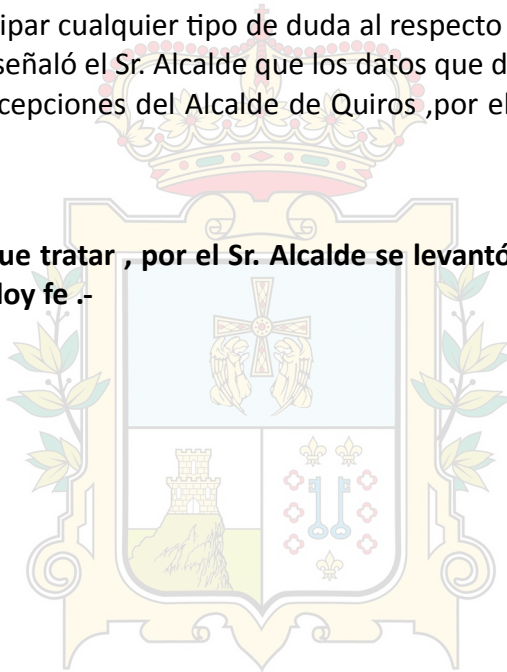 ipar cualquier tipo de duda al respecto
señaló el Sr. Alcalde que los datos que d
cepciones del Alcalde de Quiros ,por el
ue tratar , por el Sr. Alcalde se levantó
doy fe .-